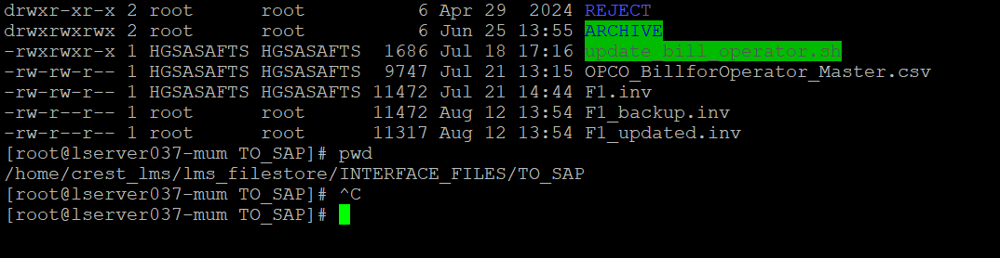 drwxr-xr-x 2 root      root          6 Apr 29  2024 REJECT
drwxrwxrwx 2 root      root          6 Jun 25 13:55 ARCHIVE
-rwxrwxr-x 1 HGSASAFTS HGSASAFTS  1686 Jul 18 17:16 update_bill_operator.sh
-rw-rw-r-- 1 HGSASAFTS HGSASAFTS  9747 Jul 21 13:15 OPCO_BillforOperator_Master.csv
-rw-rw-r-- 1 HGSASAFTS HGSASAFTS 11472 Jul 21 14:44 F1.inv
-rw-r--r-- 1 root      root      11472 Aug 12 13:54 F1_backup.inv
-rw-r--r-- 1 root      root      11317 Aug 12 13:54 F1_updated.inv
[root@lserver037-mum TO_SAP]# pwd
/home/crest_lms/lms_filestore/INTERFACE_FILES/TO_SAP
[root@lserver037-mum TO_SAP]# ^C
[root@lserver037-mum TO_SAP]#